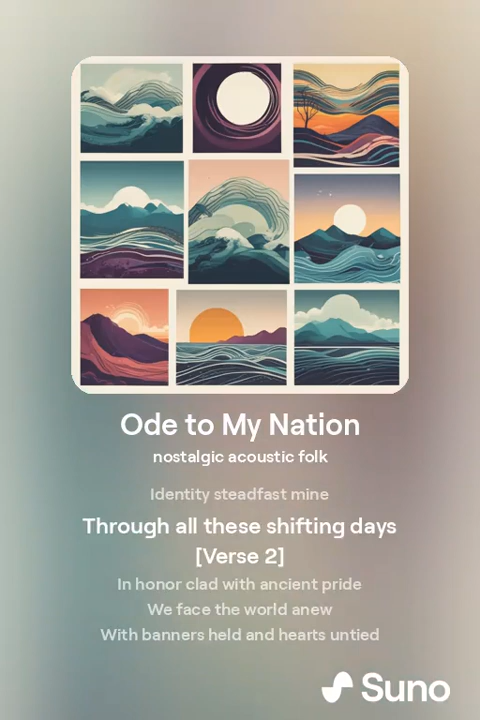 Ode to My Nation
nostalgic acoustic folk
Identity steadfast mine
Through all these shifting days
[Verse 2]
In honor clad with ancient pride
We face the world anew
With banners held and hearts untied
Suno